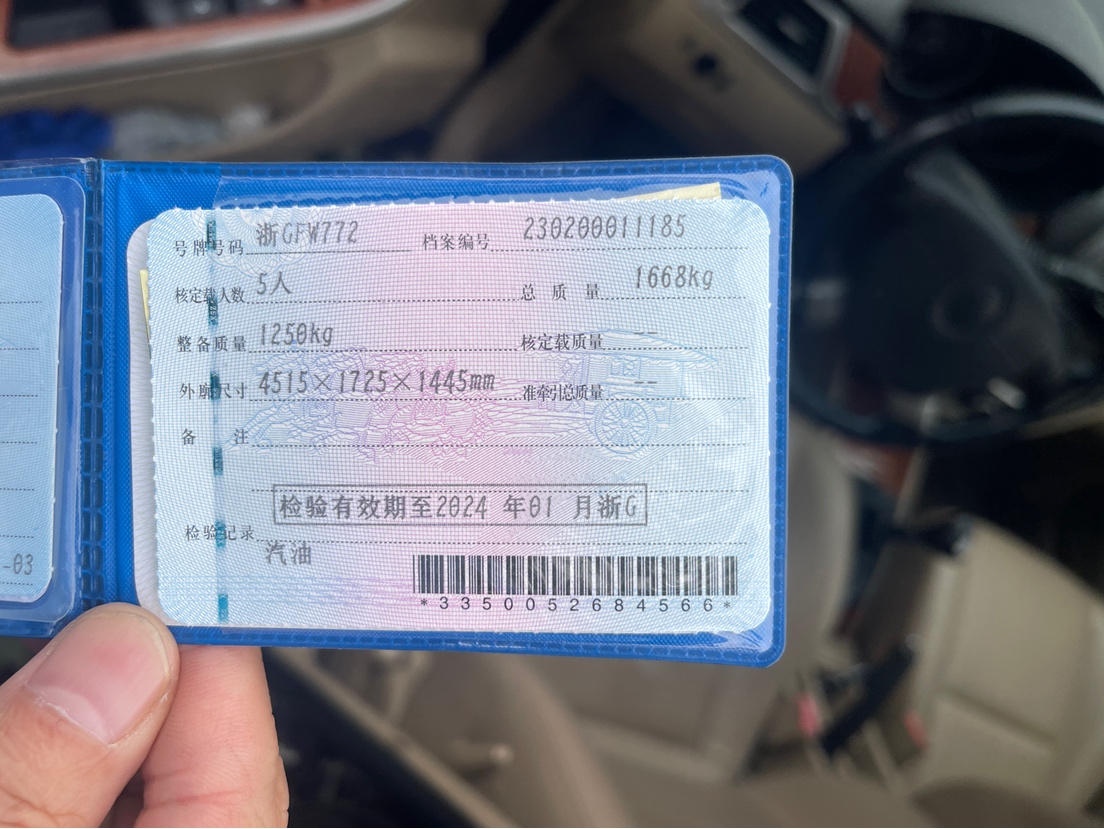 号牌号码 浙GFW772 档案编号 230200011185
核定载人数 5人 总质量 1668kg
整备质量 1250kg 核定载质量 --
外廓尺寸 4515×1725×1445mm 准牵引总质量 --
备注
检验记录 检验有效期至2024年01月浙G
汽油
*3350052684566*
-03